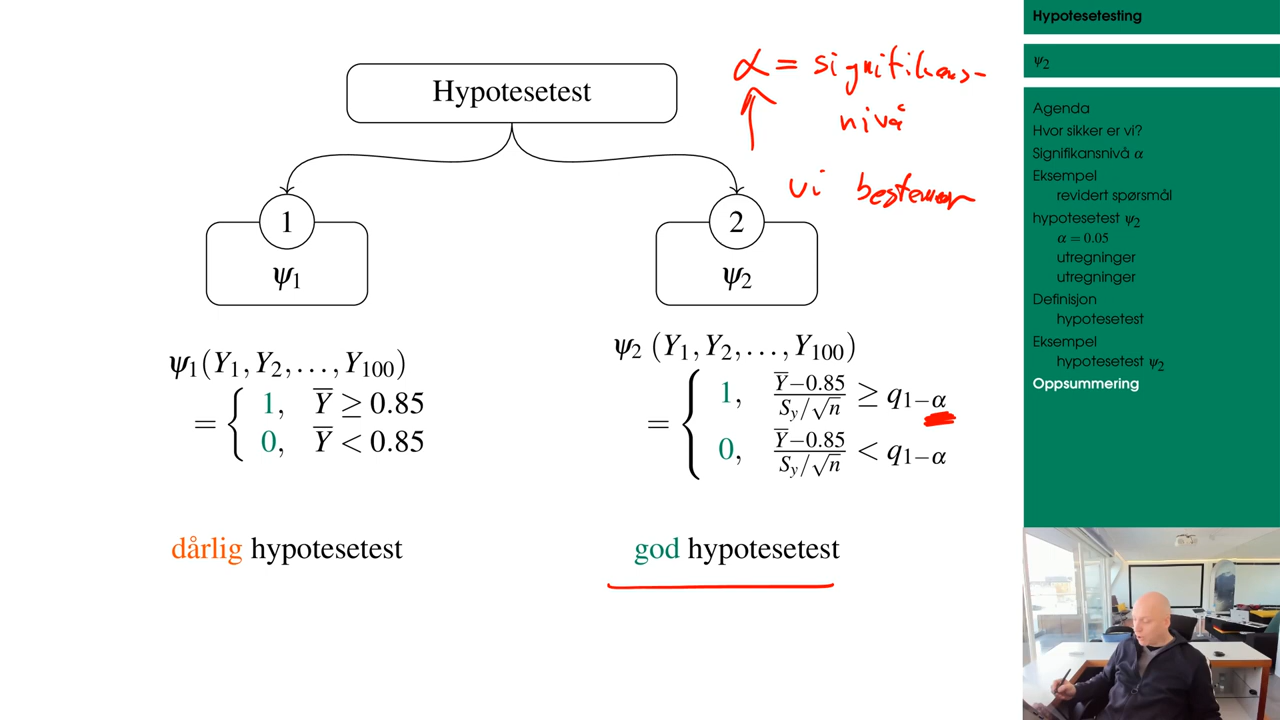 Hypotesetest
α = signifikans-
nivå
vi bestemmer
1
ψ₁
2
ψ₂
ψ₁(Y₁, Y₂, …, Y₁₀₀)
= { 1, Y̅ ≥ 0.85
0, Y̅ < 0.85
dårlig hypotesetest
ψ₂ (Y₁, Y₂, …, Y₁₀₀)
= { 1, (Y̅−0.85)/(S_y/√n) ≥ q₁₋α
0, (Y̅−0.85)/(S_y/√n) < q₁₋α
god hypotesetest
Hypotesetesting
ψ₂
Agenda
Hvor sikker er vi?
Signifikansnivå α
Eksempel
revidert spørsmål
hypotesetest ψ₂
α = 0.05
utregninger
utregninger
Definisjon
hypotesetest
Eksempel
hypotesetest ψ₂
Oppsummering